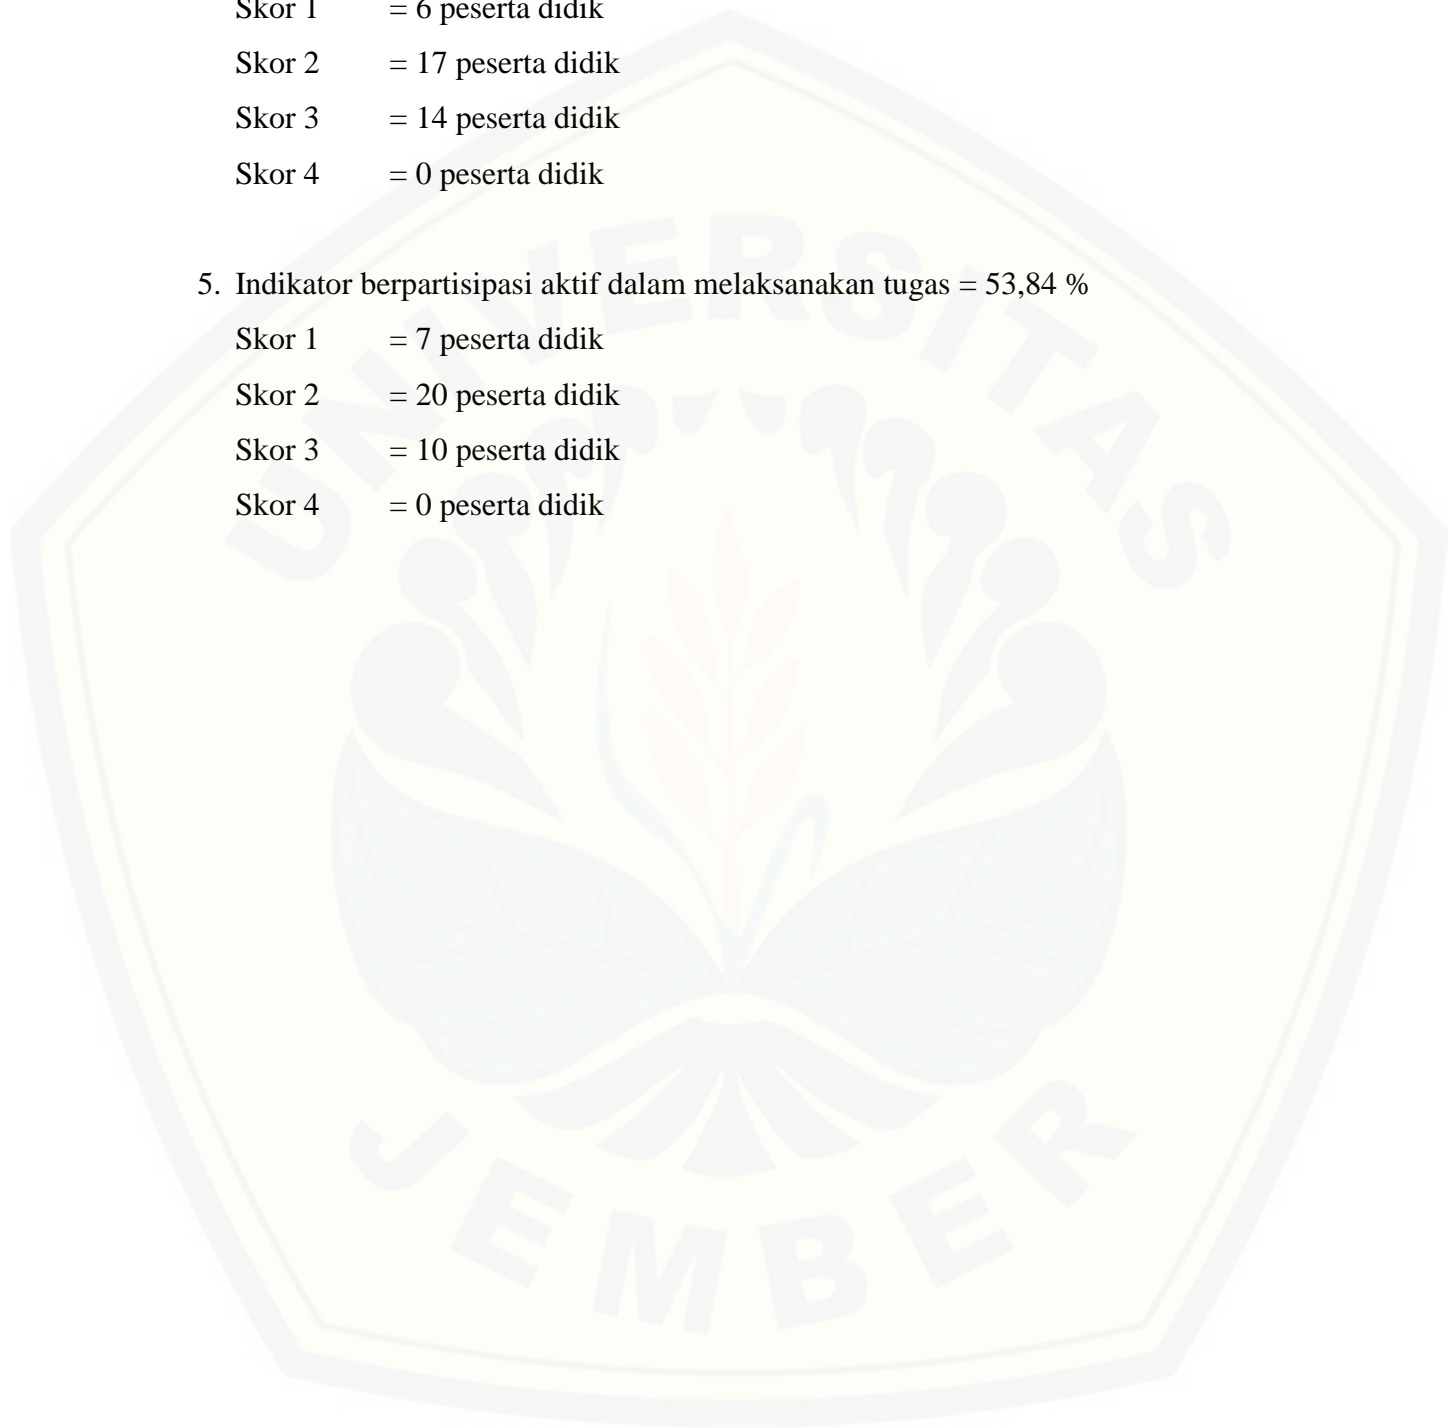 Skor 1 = 6 peserta didik
Skor 2 = 17 peserta didik
Skor 3 = 14 peserta didik
Skor 4 = 0 peserta didik
5. Indikator berpartisipasi aktif dalam melaksanakan tugas = 53,84 %
Skor 1 = 7 peserta didik
Skor 2 = 20 peserta didik
Skor 3 = 10 peserta didik
Skor 4 = 0 peserta didik
UNIVERSITAS
JEMBER